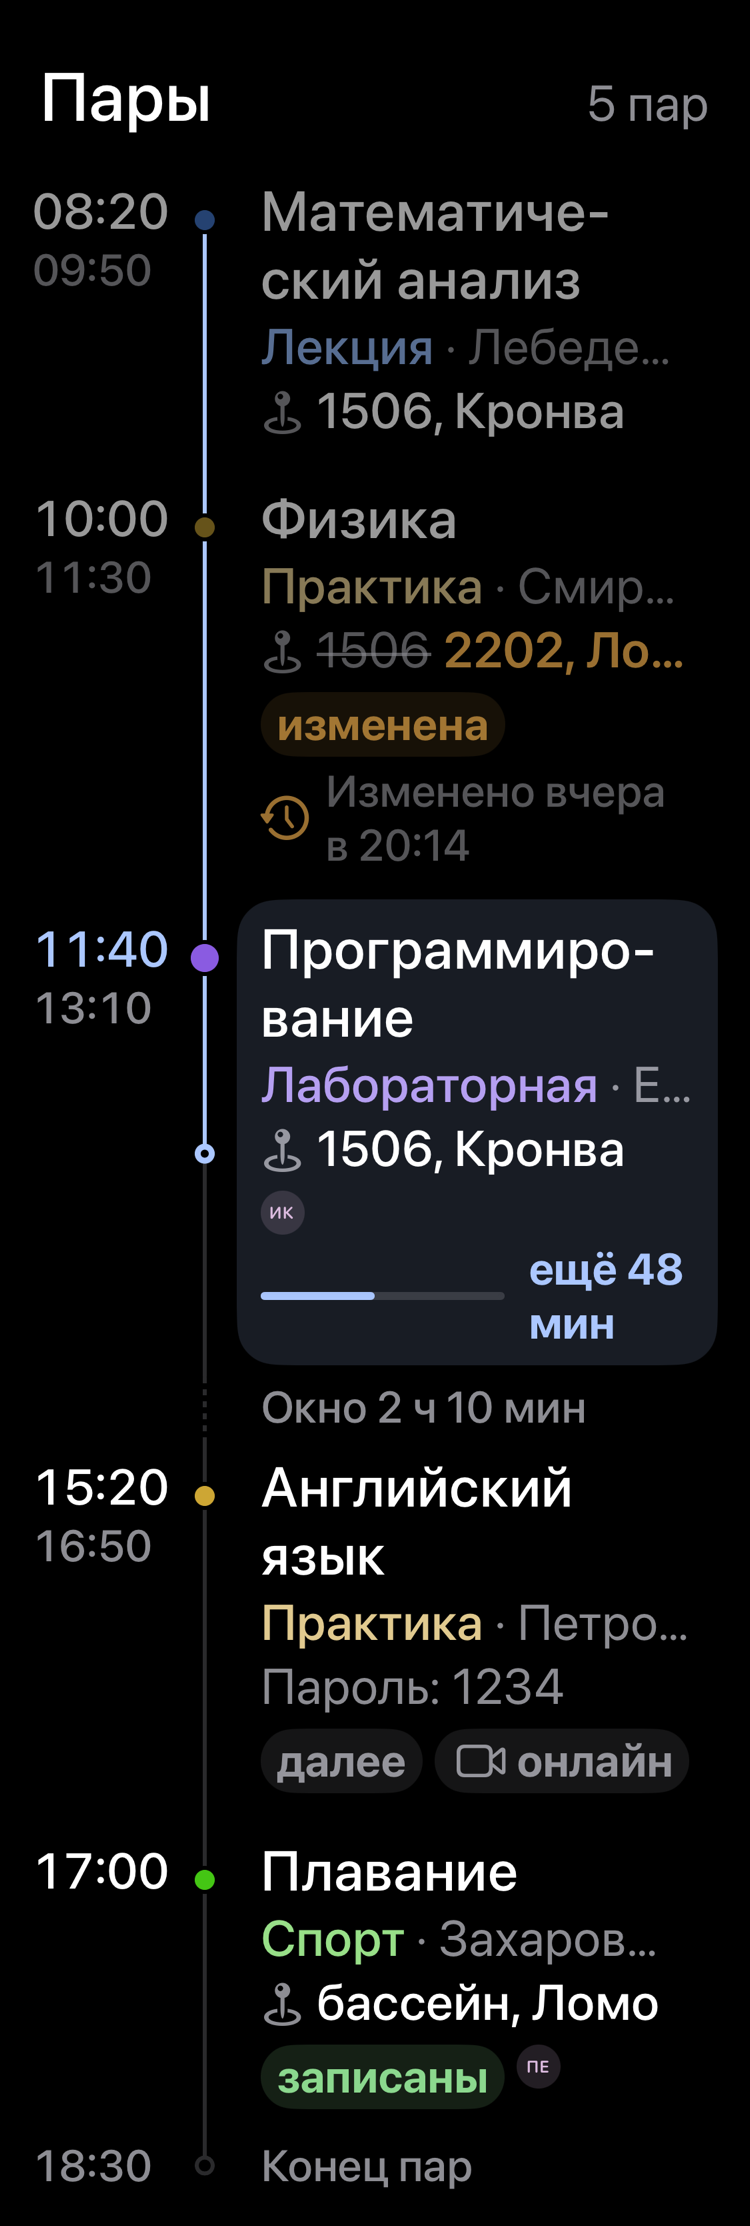 Пары
5 пар
08:20
09:50
Математиче-
ский анализ
Лекция · Лебеде...
1506, Кронва
10:00
11:30
Физика
Практика · Смир...
1506 2202, Ло...
изменена
Изменено вчера
в 20:14
11:40
13:10
Программиро-
вание
Лабораторная · Е...
1506, Кронва
ИК
ещё 48
мин
Окно 2 ч 10 мин
15:20
16:50
Английский
язык
Практика · Петро...
Пароль: 1234
далее
онлайн
17:00
Плавание
Спорт · Захаров...
бассейн, Ломо
записаны
ПЕ
18:30
Конец пар